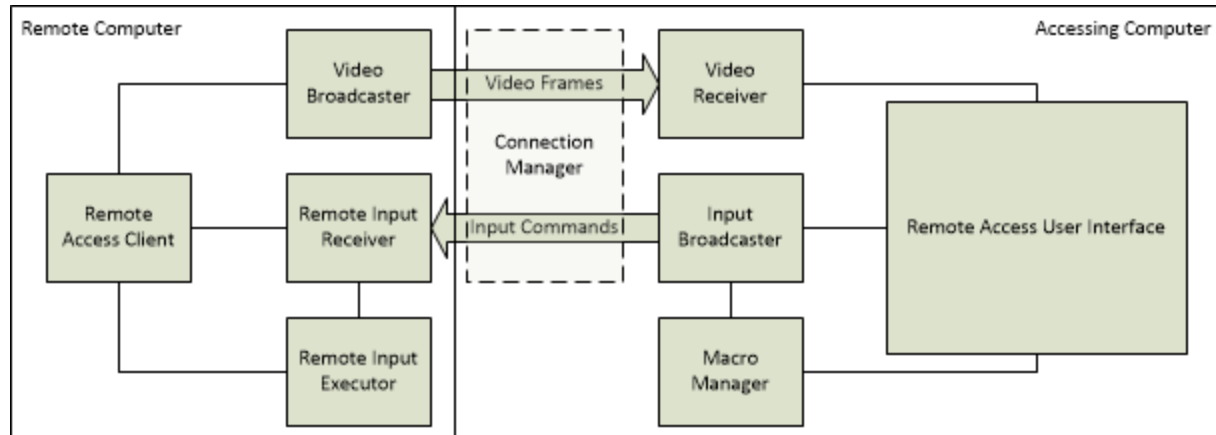 Remote Computer
Accessing Computer
Video
Broadcaster
Video Frames
Video
Receiver
Connection
Manager
Remote
Access Client
Remote Input
Receiver
Input Commands
Input
Broadcaster
Remote Access User Interface
Remote Input
Executor
Macro
Manager